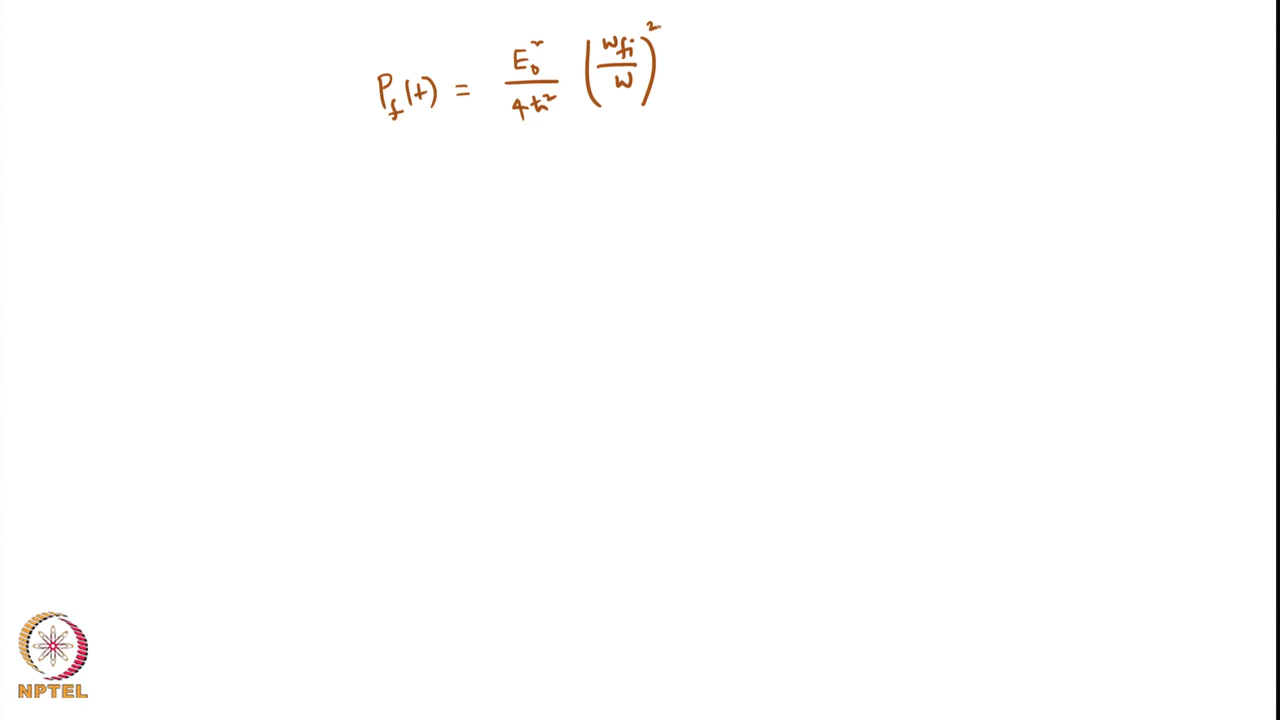 P_f(t) = E_0^2 / 4ħ^2 (ω_fi / ω)^2
NPTEL